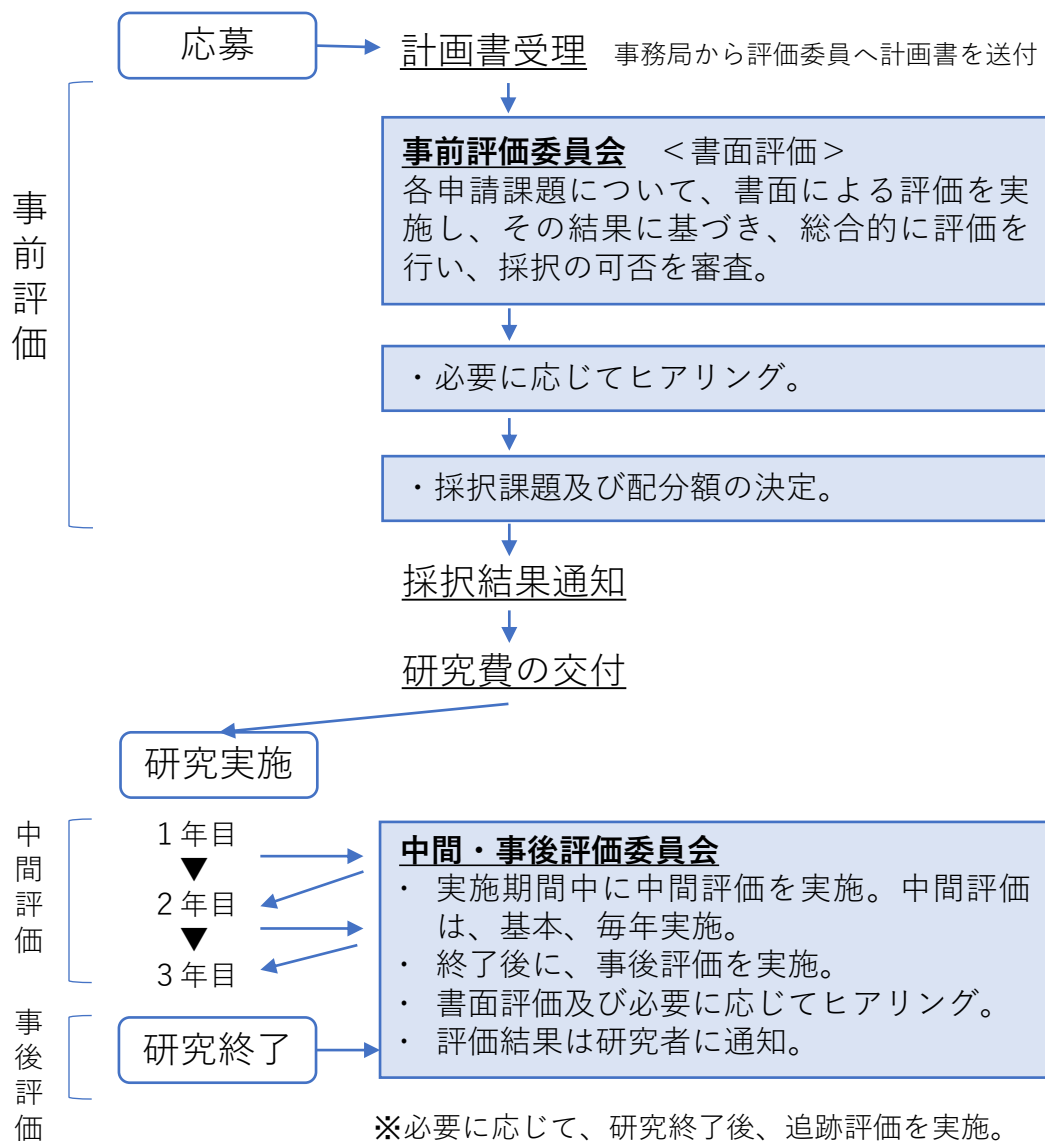 応募
計画書受理 事務局から評価委員へ計画書を送付
事前評価
事前評価委員会 ＜書面評価＞
各申請課題について、書面による評価を実
施し、その結果に基づき、総合的に評価を
行い、採択の可否を審査。
・必要に応じてヒアリング。
・採択課題及び配分額の決定。
採択結果通知
研究費の交付
研究実施
中間評価
1年目
▼
2年目
▼
3年目
中間・事後評価委員会
・ 実施期間中に中間評価を実施。中間評価
は、基本、毎年実施。
・ 終了後に、事後評価を実施。
・ 書面評価及び必要に応じてヒアリング。
・ 評価結果は研究者に通知。
事後評価
研究終了
※必要に応じて、研究終了後、追跡評価を実施。